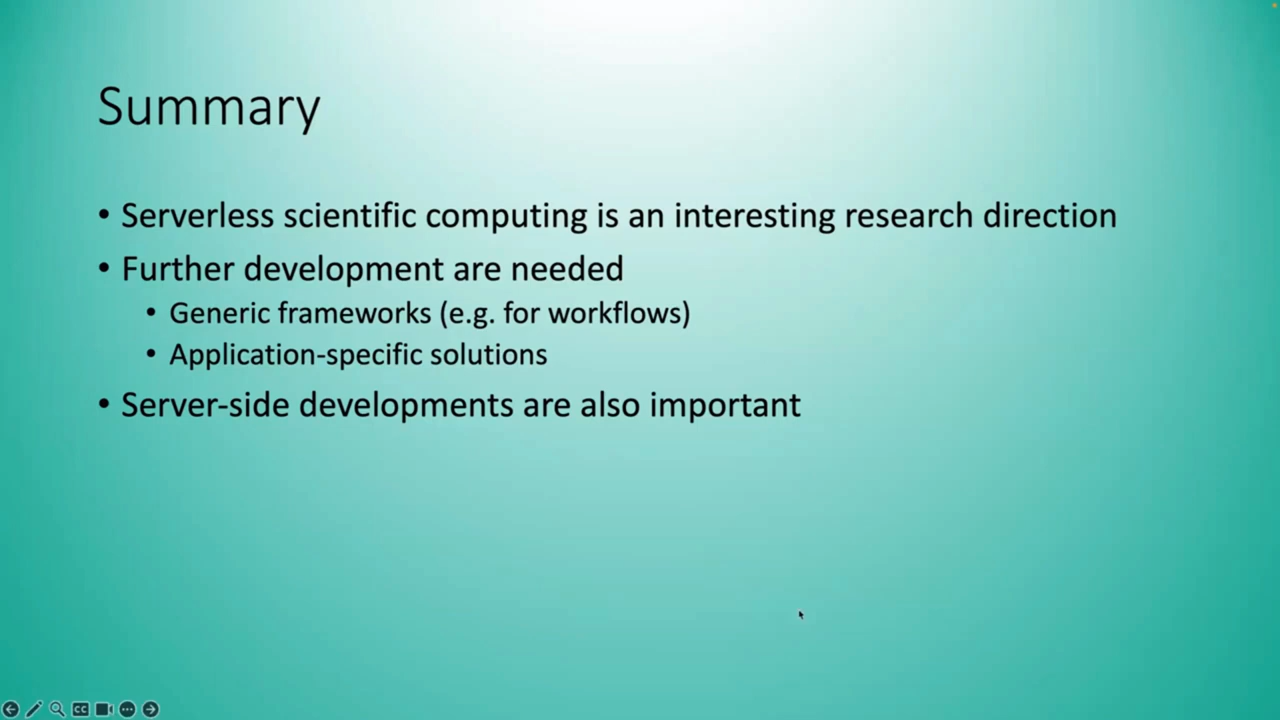 Summary
• Serverless scientific computing is an interesting research direction
• Further development are needed
• Generic frameworks (e.g. for workflows)
• Application-specific solutions
• Server-side developments are also important
CC